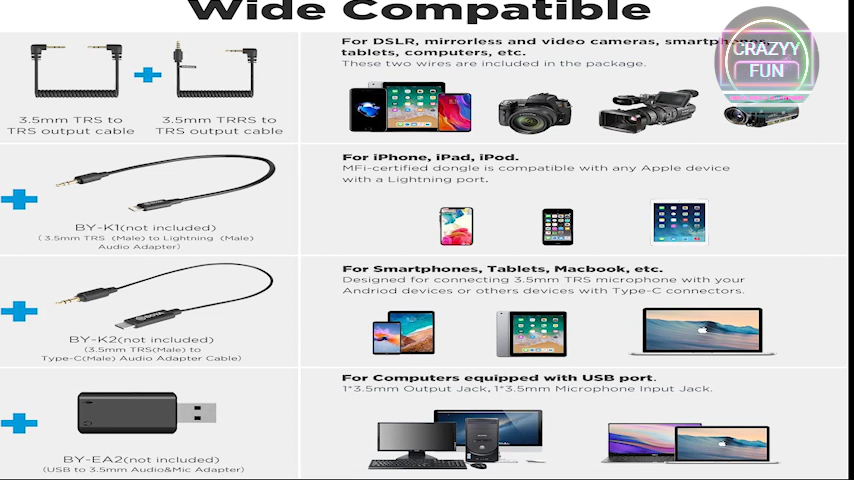 Wide Compatible
CRAZYY
FUN
3.5mm TRS to
TRS output cable
3.5mm TRRS to
TRS output cable
For DSLR, mirrorless and video cameras, smartphones,
tablets, computers, etc.
These two wires are included in the package.
BY-K1(not included)
(3.5mm TRS (Male) to Lightning (Male)
Audio Adapter)
For iPhone, iPad, iPod.
MFi-certified dongle is compatible with any Apple device
with a Lightning port.
BY-K2(not included)
(3.5mm TRS(Male) to
Type-C(Male) Audio Adapter Cable)
For Smartphones, Tablets, Macbook, etc.
Designed for connecting 3.5mm TRS microphone with your
Andriod devices or others devices with Type-C connectors.
BY-EA2(not included)
(USB to 3.5mm Audio&Mic Adapter)
For Computers equipped with USB port.
1*3.5mm Output Jack, 1*3.5mm Microphone Input Jack.